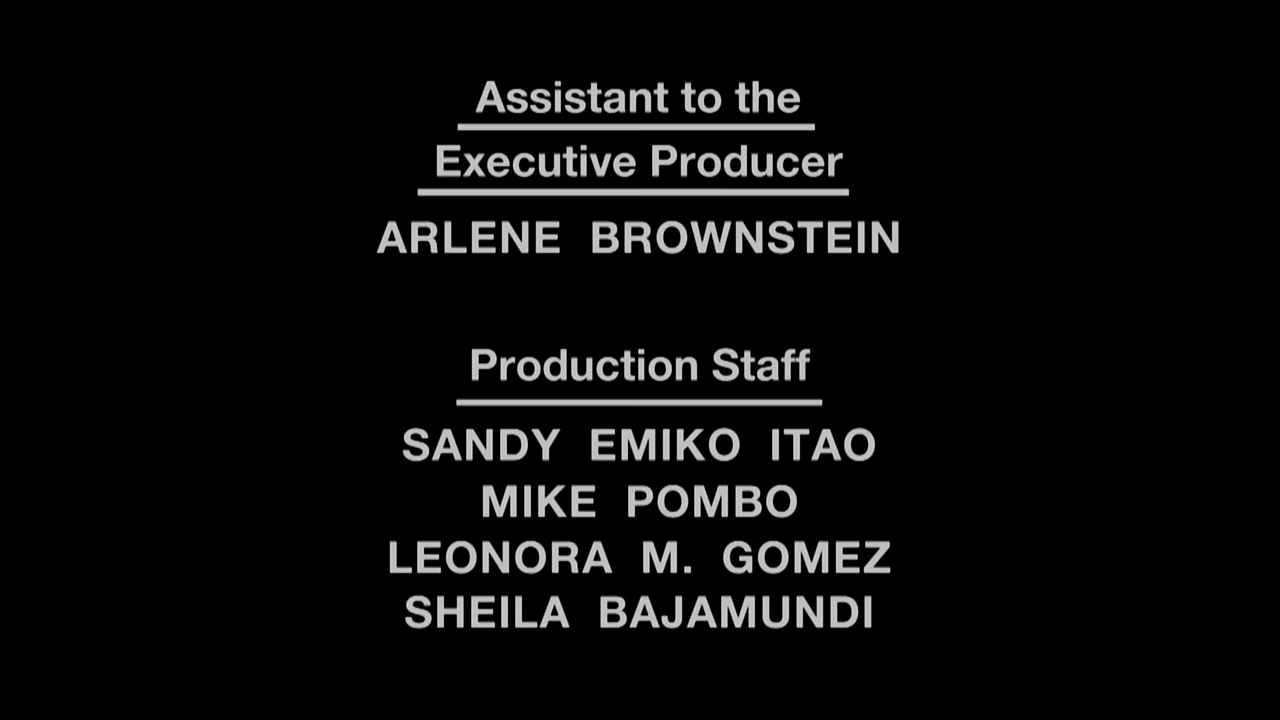 Assistant to the
Executive Producer
ARLENE BROWNSTEIN
Production Staff
SANDY EMIKO ITAO
MIKE POMBO
LEONORA M. GOMEZ
SHEILA BAJAMUNDI